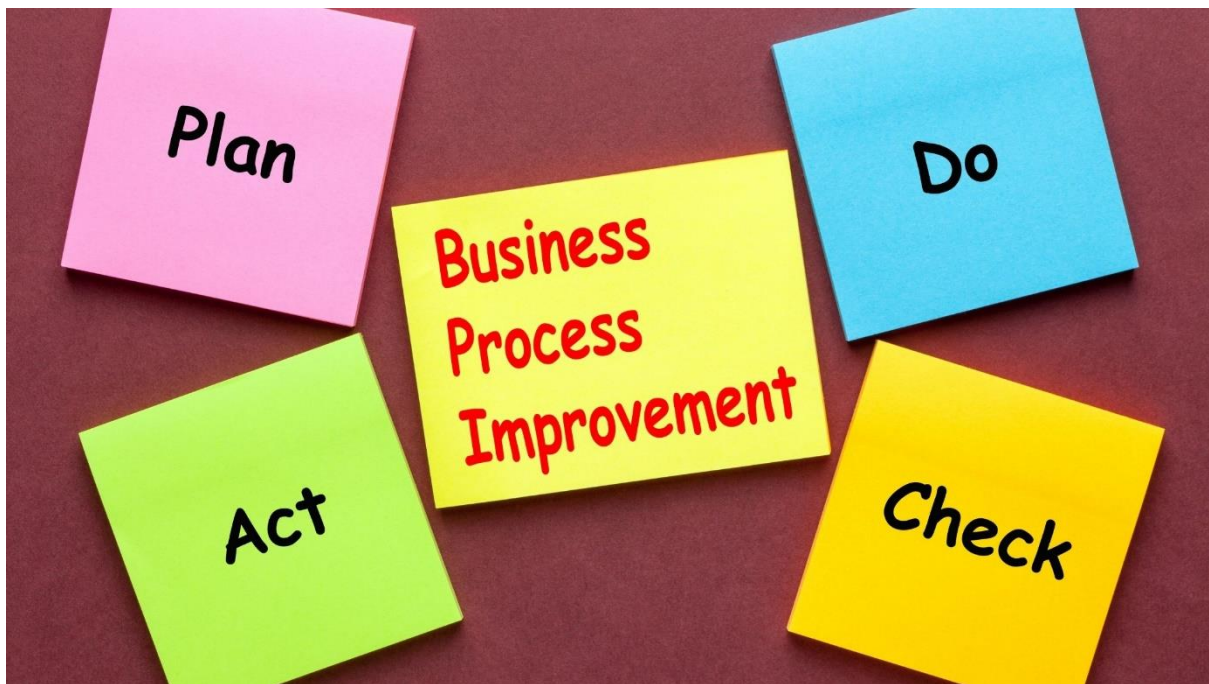 Plan
Do
Business
Process
Improvement
Act
Check